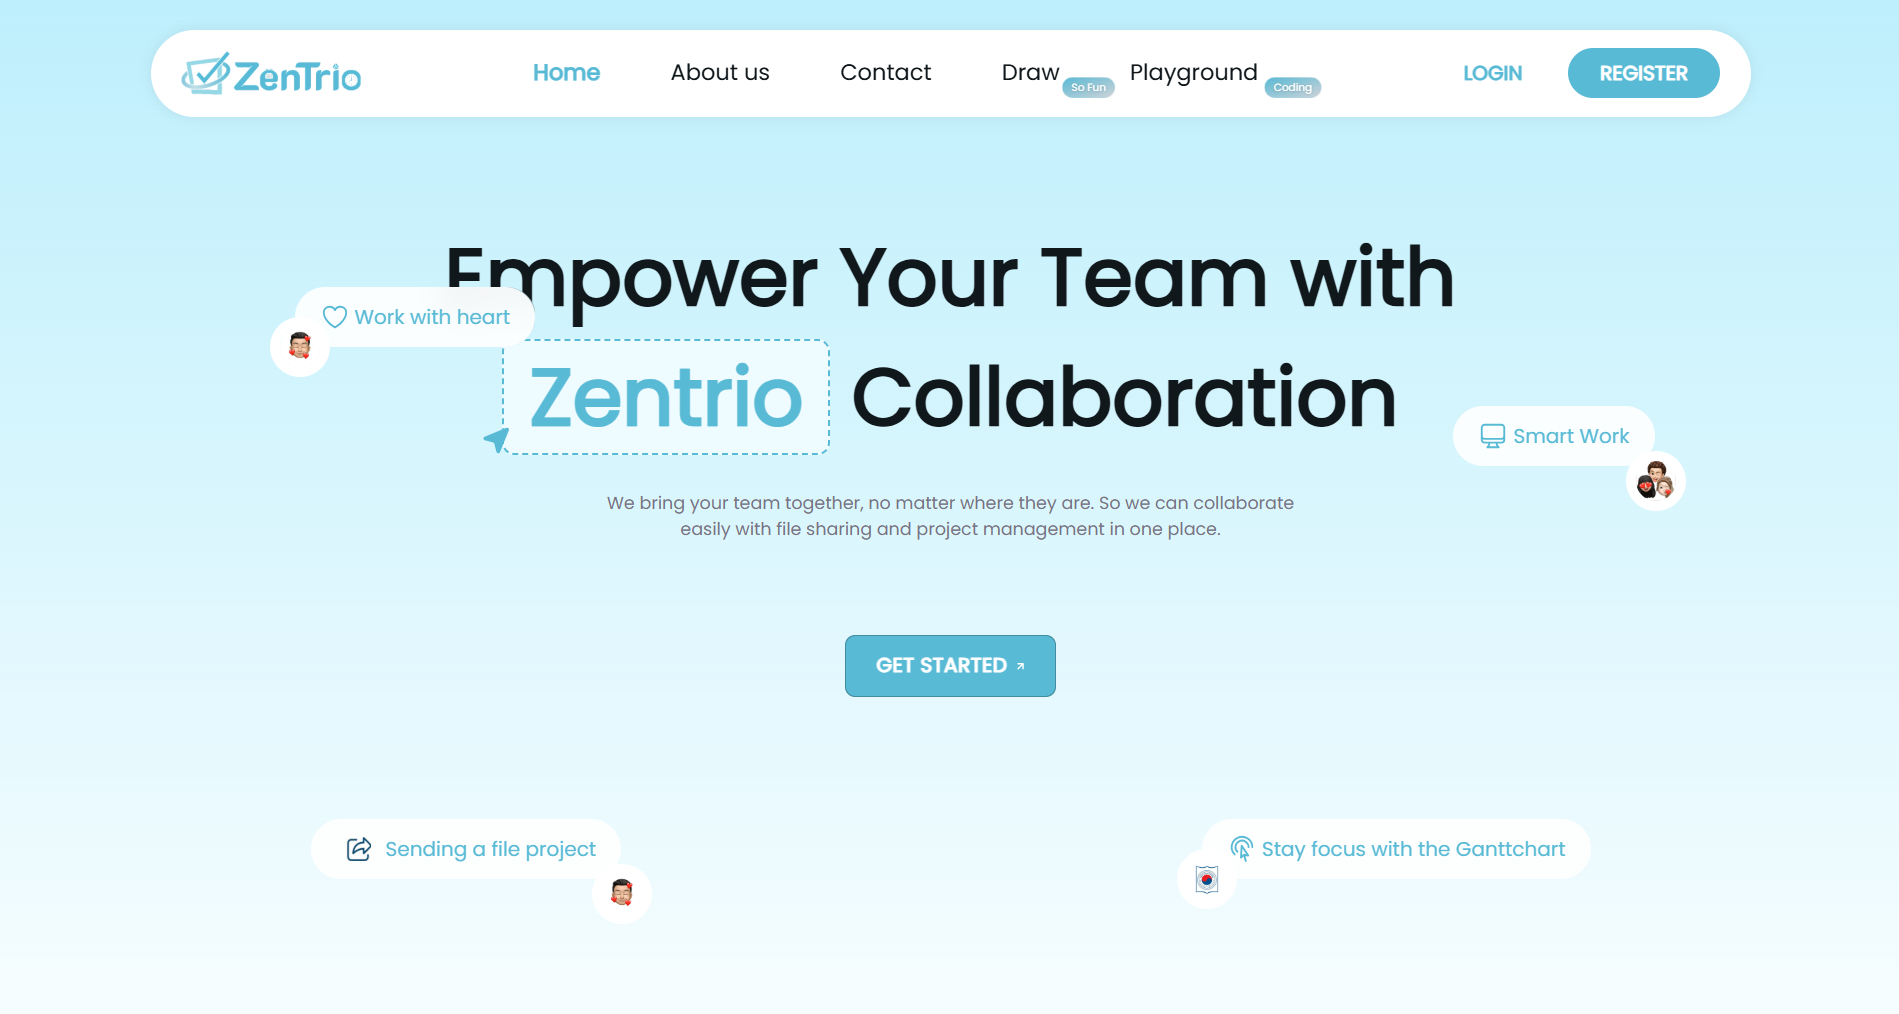 ZenTrio
Home
About us
Contact
Draw
So Fun
Playground
Coding
LOGIN
REGISTER
Empower Your Team with
Work with heart
Zentrio Collaboration
Smart Work
We bring your team together, no matter where they are. So we can collaborate
easily with file sharing and project management in one place.
GET STARTED
Sending a file project
Stay focus with the Ganttchart